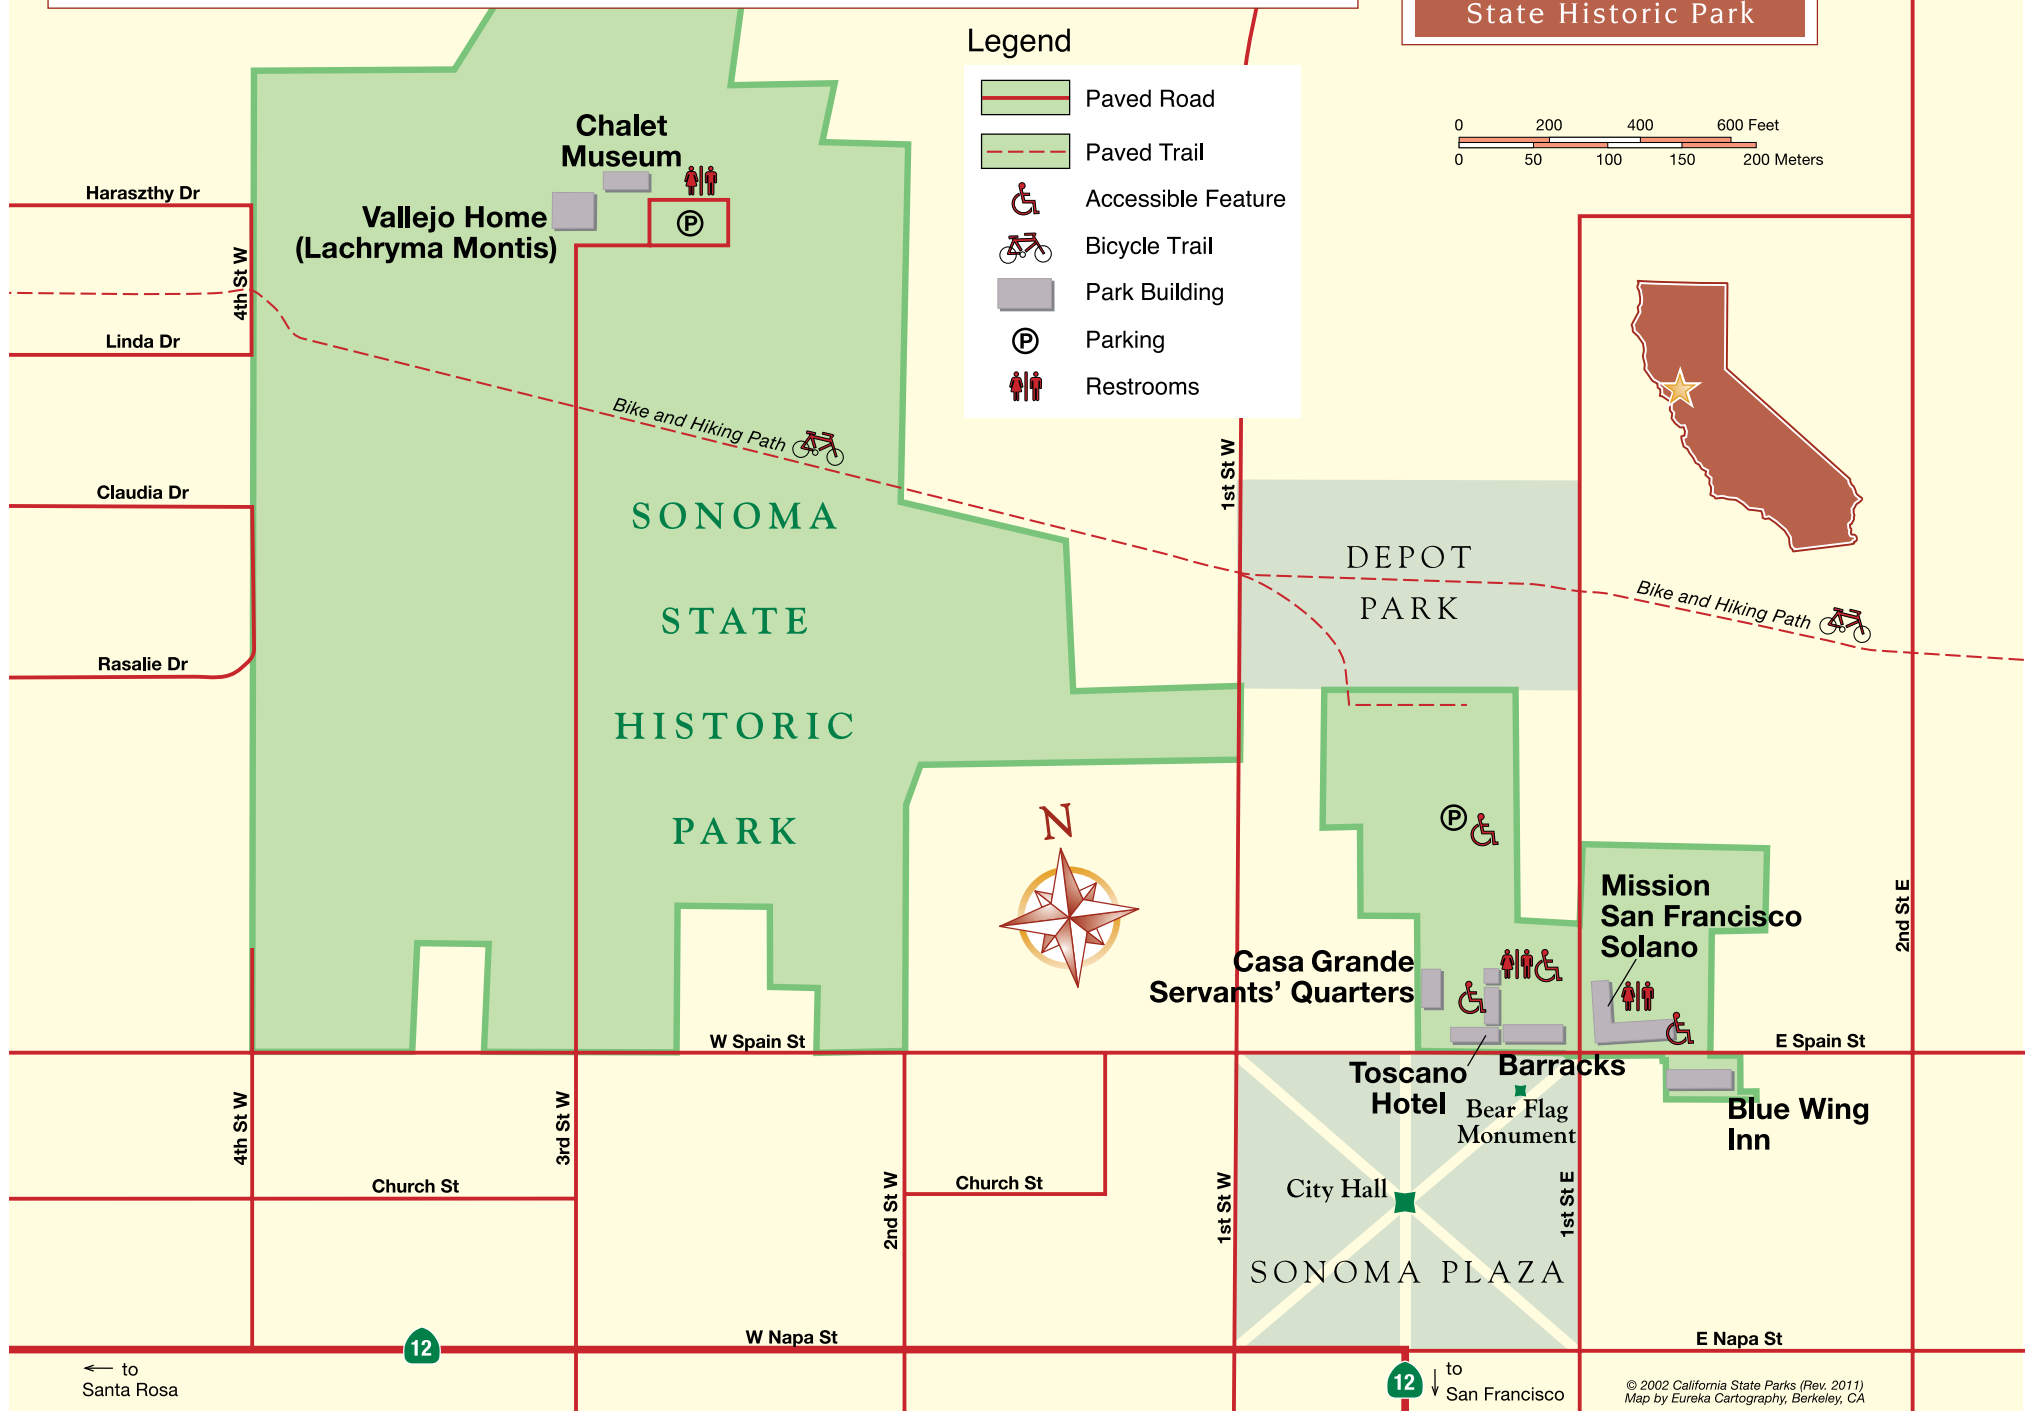 State Historic Park
Legend
Paved Road
Paved Trail
Accessible Feature
Bicycle Trail
Park Building
P
Parking
Restrooms
0 200 400 600 Feet
0 50 100 150 200 Meters
Chalet
Museum
Vallejo Home
(Lachryma Montis)
P
Haraszthy Dr
4th St W
Linda Dr
Claudia Dr
Rasalie Dr
Bike and Hiking Path
SONOMA
STATE
HISTORIC
PARK
1st St W
DEPOT
PARK
Bike and Hiking Path
N
P
Mission
San Francisco
Solano
2nd St E
Casa Grande
Servants’ Quarters
W Spain St
E Spain St
Toscano
Hotel
Barracks
Bear Flag
Monument
Blue Wing
Inn
4th St W
3rd St W
Church St
2nd St W
Church St
1st St W
City Hall
1st St E
SONOMA PLAZA
W Napa St
E Napa St
12
12
to
Santa Rosa
to
San Francisco
© 2002 California State Parks (Rev. 2011)
Map by Eureka Cartography, Berkeley, CA